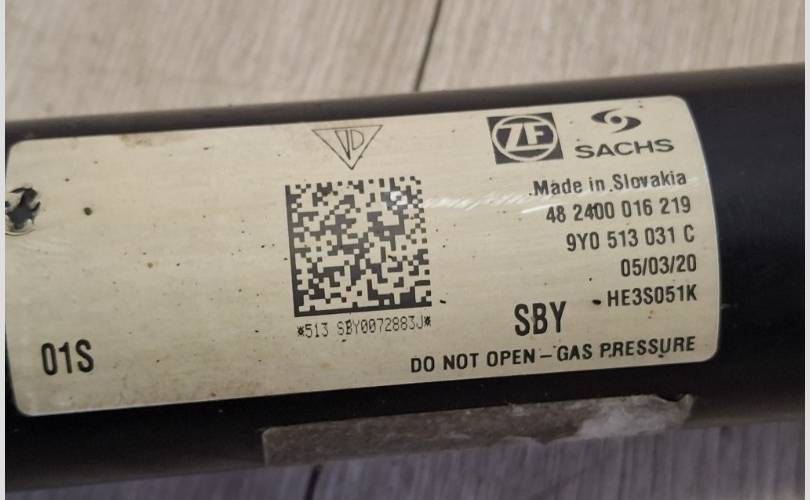 ZF SACHS
Made in Slovakia
48 2400 016 219
9Y0 513 031 C
05/03/20
HE3S051K
*513 SBY0072883J*
SBY
01S
DO NOT OPEN – GAS PRESSURE